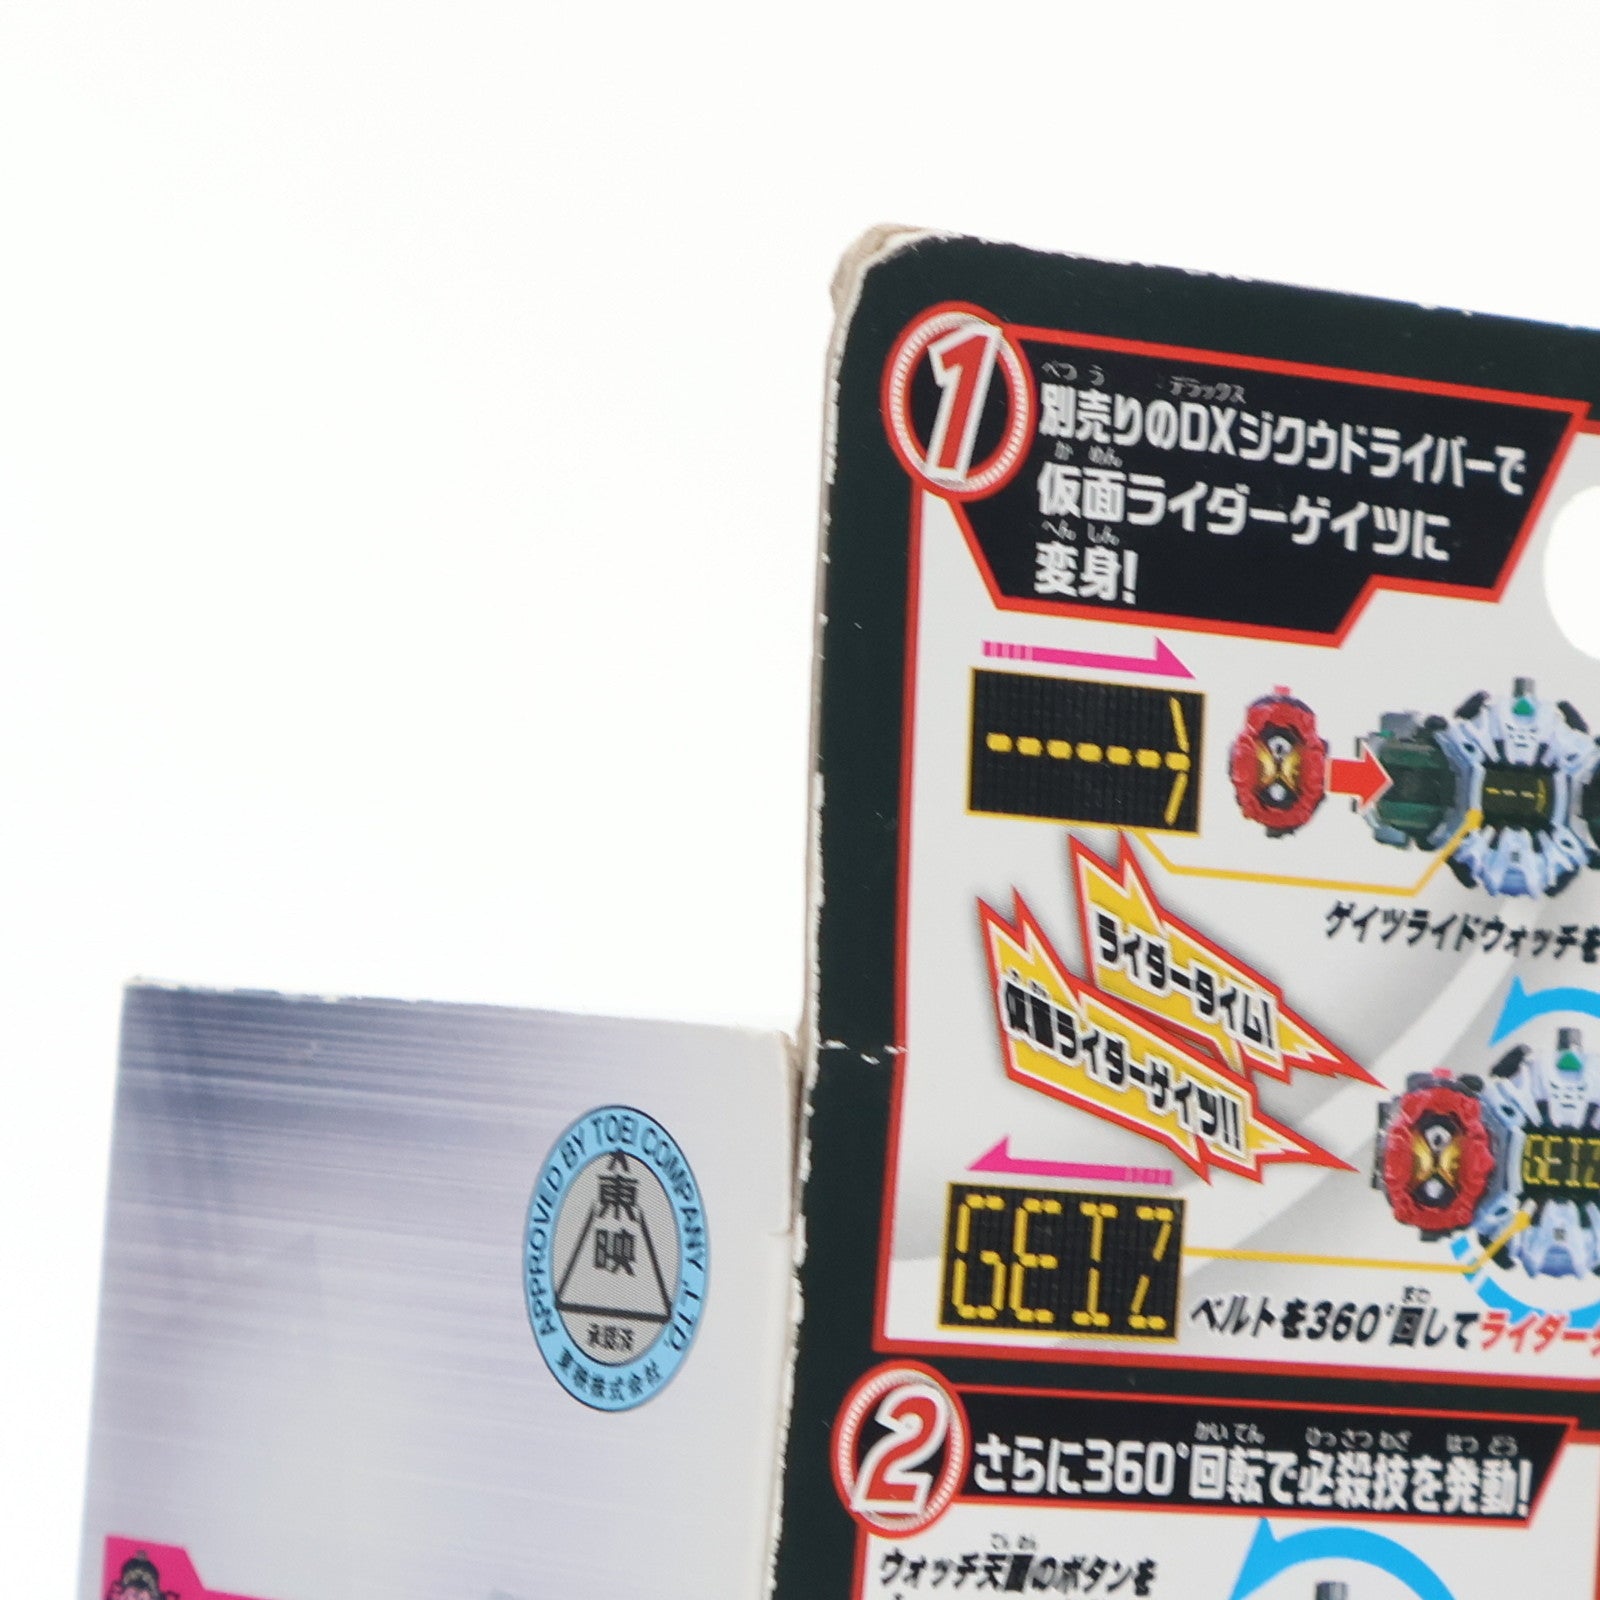 1
べつ う デラックス
別売りのDXジクウドライバーで
か めん
仮面ライダーゲイツに
へん しん
変身!
ゲイツライドウォッチを
ライダータイム!
仮面ライダーゲイツ!!
GEIZ
GEIZ
まわ
ベルトを360°回して
ライダー
2
かい てん ひっ さつ わざ はつ どう
さらに360°回転で必殺技を発動!
ウォッチ天面のボタンを
APPROVED BY TOEI COMPANY, LTD.
東映
承認済
東映株式会社